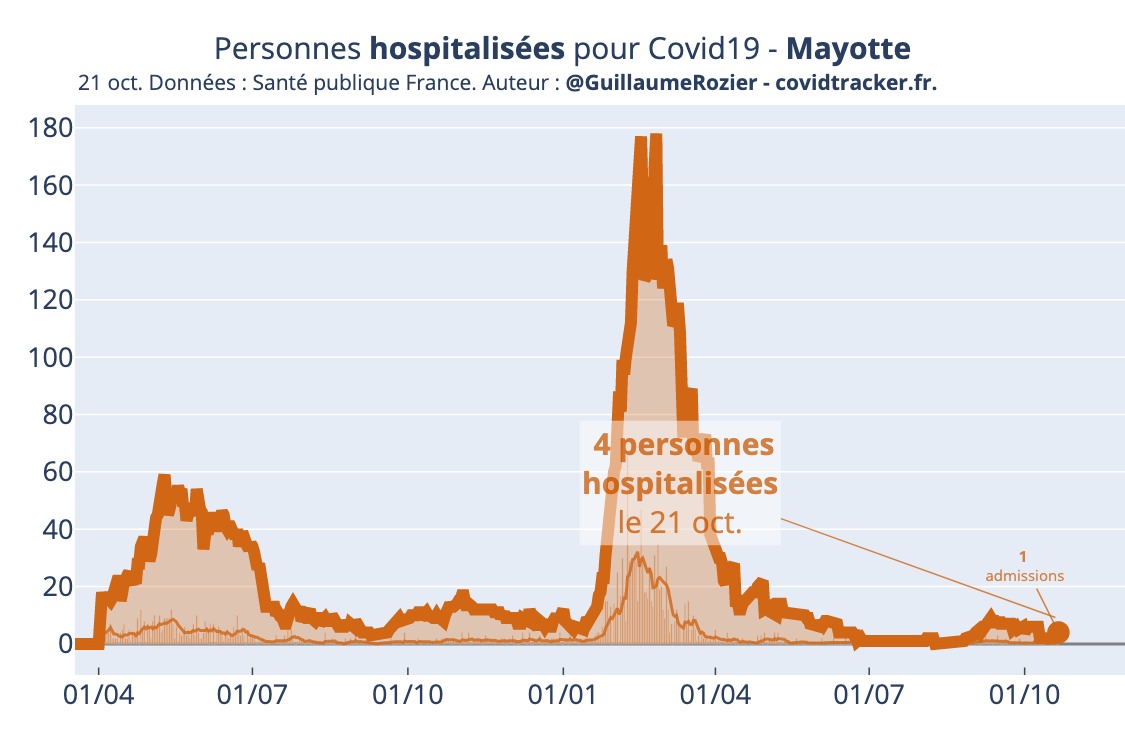 Personnes hospitalisées pour Covid19 - Mayotte
21 oct. Données : Santé publique France. Auteur : @GuillaumeRozier - covidtracker.fr.
180
160
140
120
100
80
60
40
20
0
4 personnes
hospitalisées
le 21 oct.
1
admissions
01/04 01/07 01/10 01/01 01/04 01/07 01/10